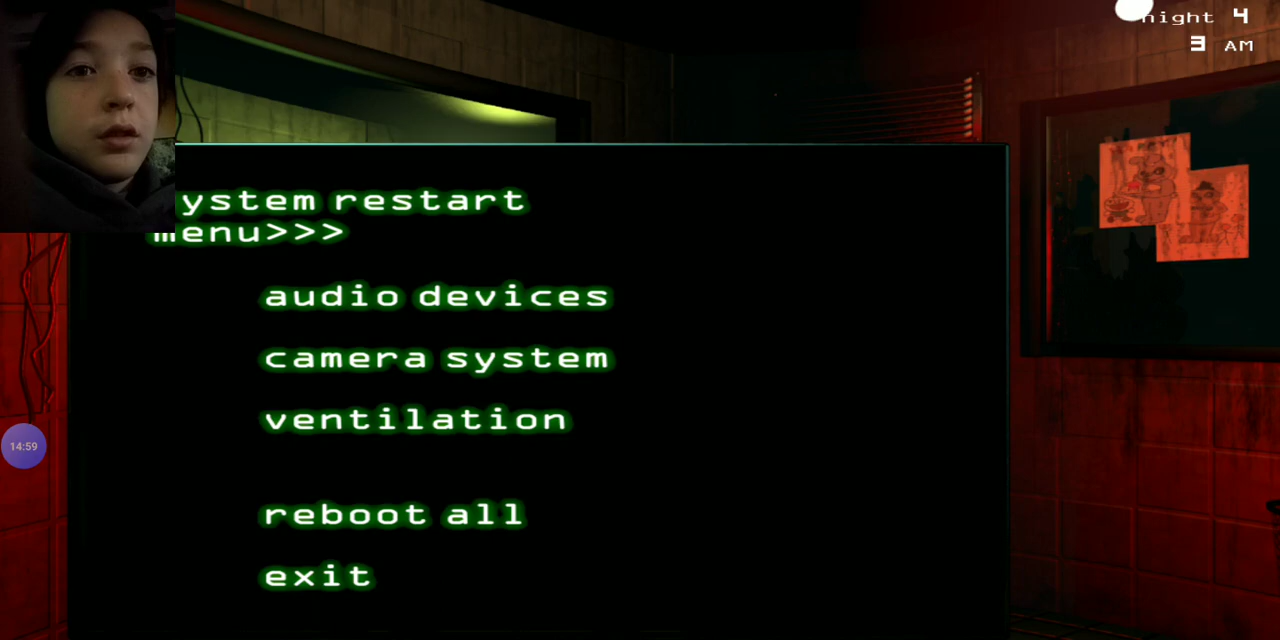 night 4
3 AM
ystem restart
menu>>>
audio devices
camera system
ventilation
reboot all
exit
14:59